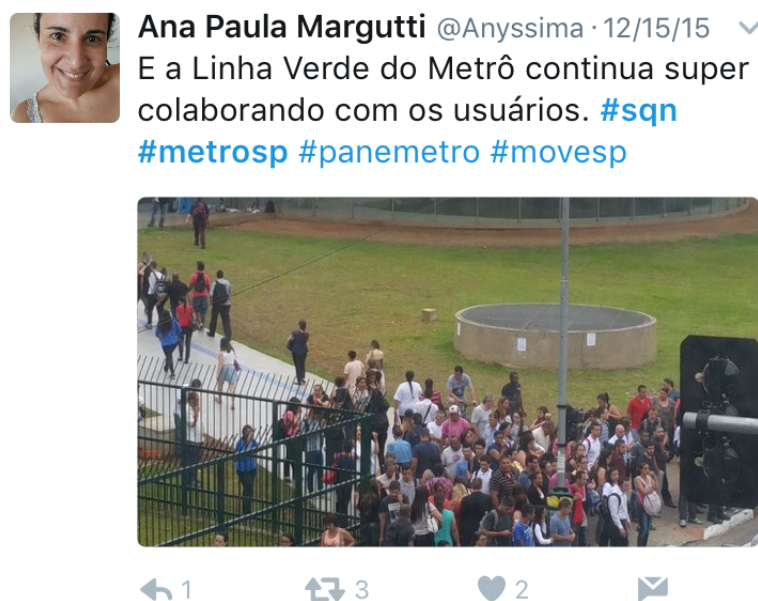 Ana Paula Margutti @Anyssima · 12/15/15
E a Linha Verde do Metrô continua super
colaborando com os usuários. #sqn
#metrosp #panemetro #movesp
1 3 2